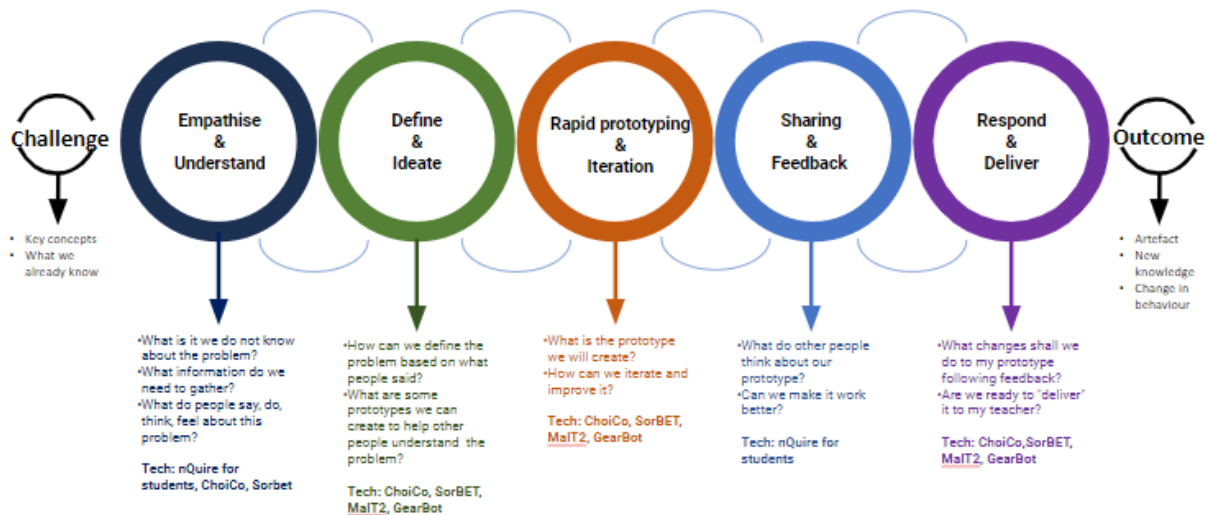 Challenge
• Key concepts
• What we
already know
Empathise
&
Understand
•What is it we do not know
about the problem?
•What information do we
need to gather?
•What do people say, do,
think, feel about this
problem?
Tech: nQuire for
students, ChoiCo, Sorbet
Define
&
Ideate
•How can we define the
problem based on what
people said?
•What are some
prototypes we can
create to help other
people understand the
problem?
Tech: ChoiCo, SorBET,
MaIT2, GearBot
Rapid prototyping
&
Iteration
•What is the prototype
we will create?
•How can we iterate and
improve it?
Tech: ChoiCo, SorBET,
MaIT2, GearBot
Sharing
&
Feedback
•What do other people
think about our
prototype?
•Can we make it work
better?
Tech: nQuire for
students
Respond
&
Deliver
•What changes shall we
do to my prototype
following feedback?
•Are we ready to "deliver"
it to my teacher?
Tech: ChoiCo,SorBET,
MaIT2, GearBot
Outcome
• Artefact
• New
knowledge
• Change in
behaviour